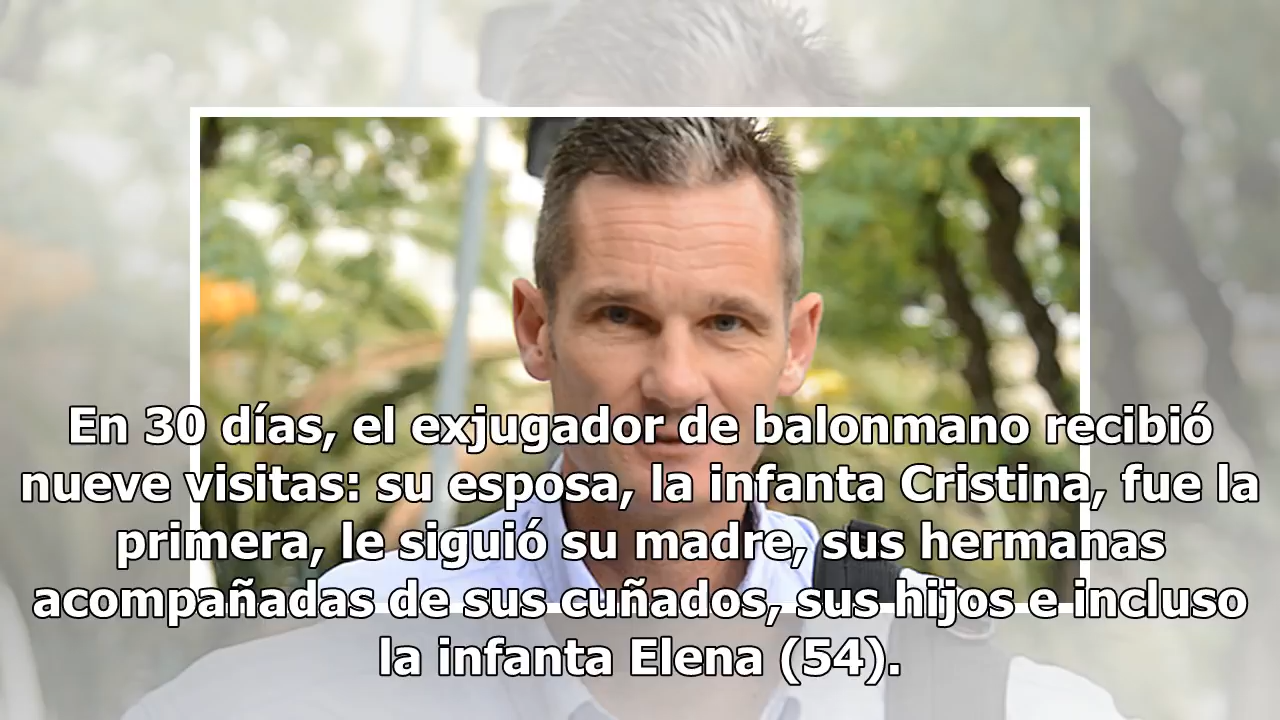 En 30 días, el exjugador de balonmano recibió
nueve visitas: su esposa, la infanta Cristina, fue la
primera, le siguió su madre, sus hermanas
acompañadas de sus cuñados, sus hijos e incluso
la infanta Elena (54).